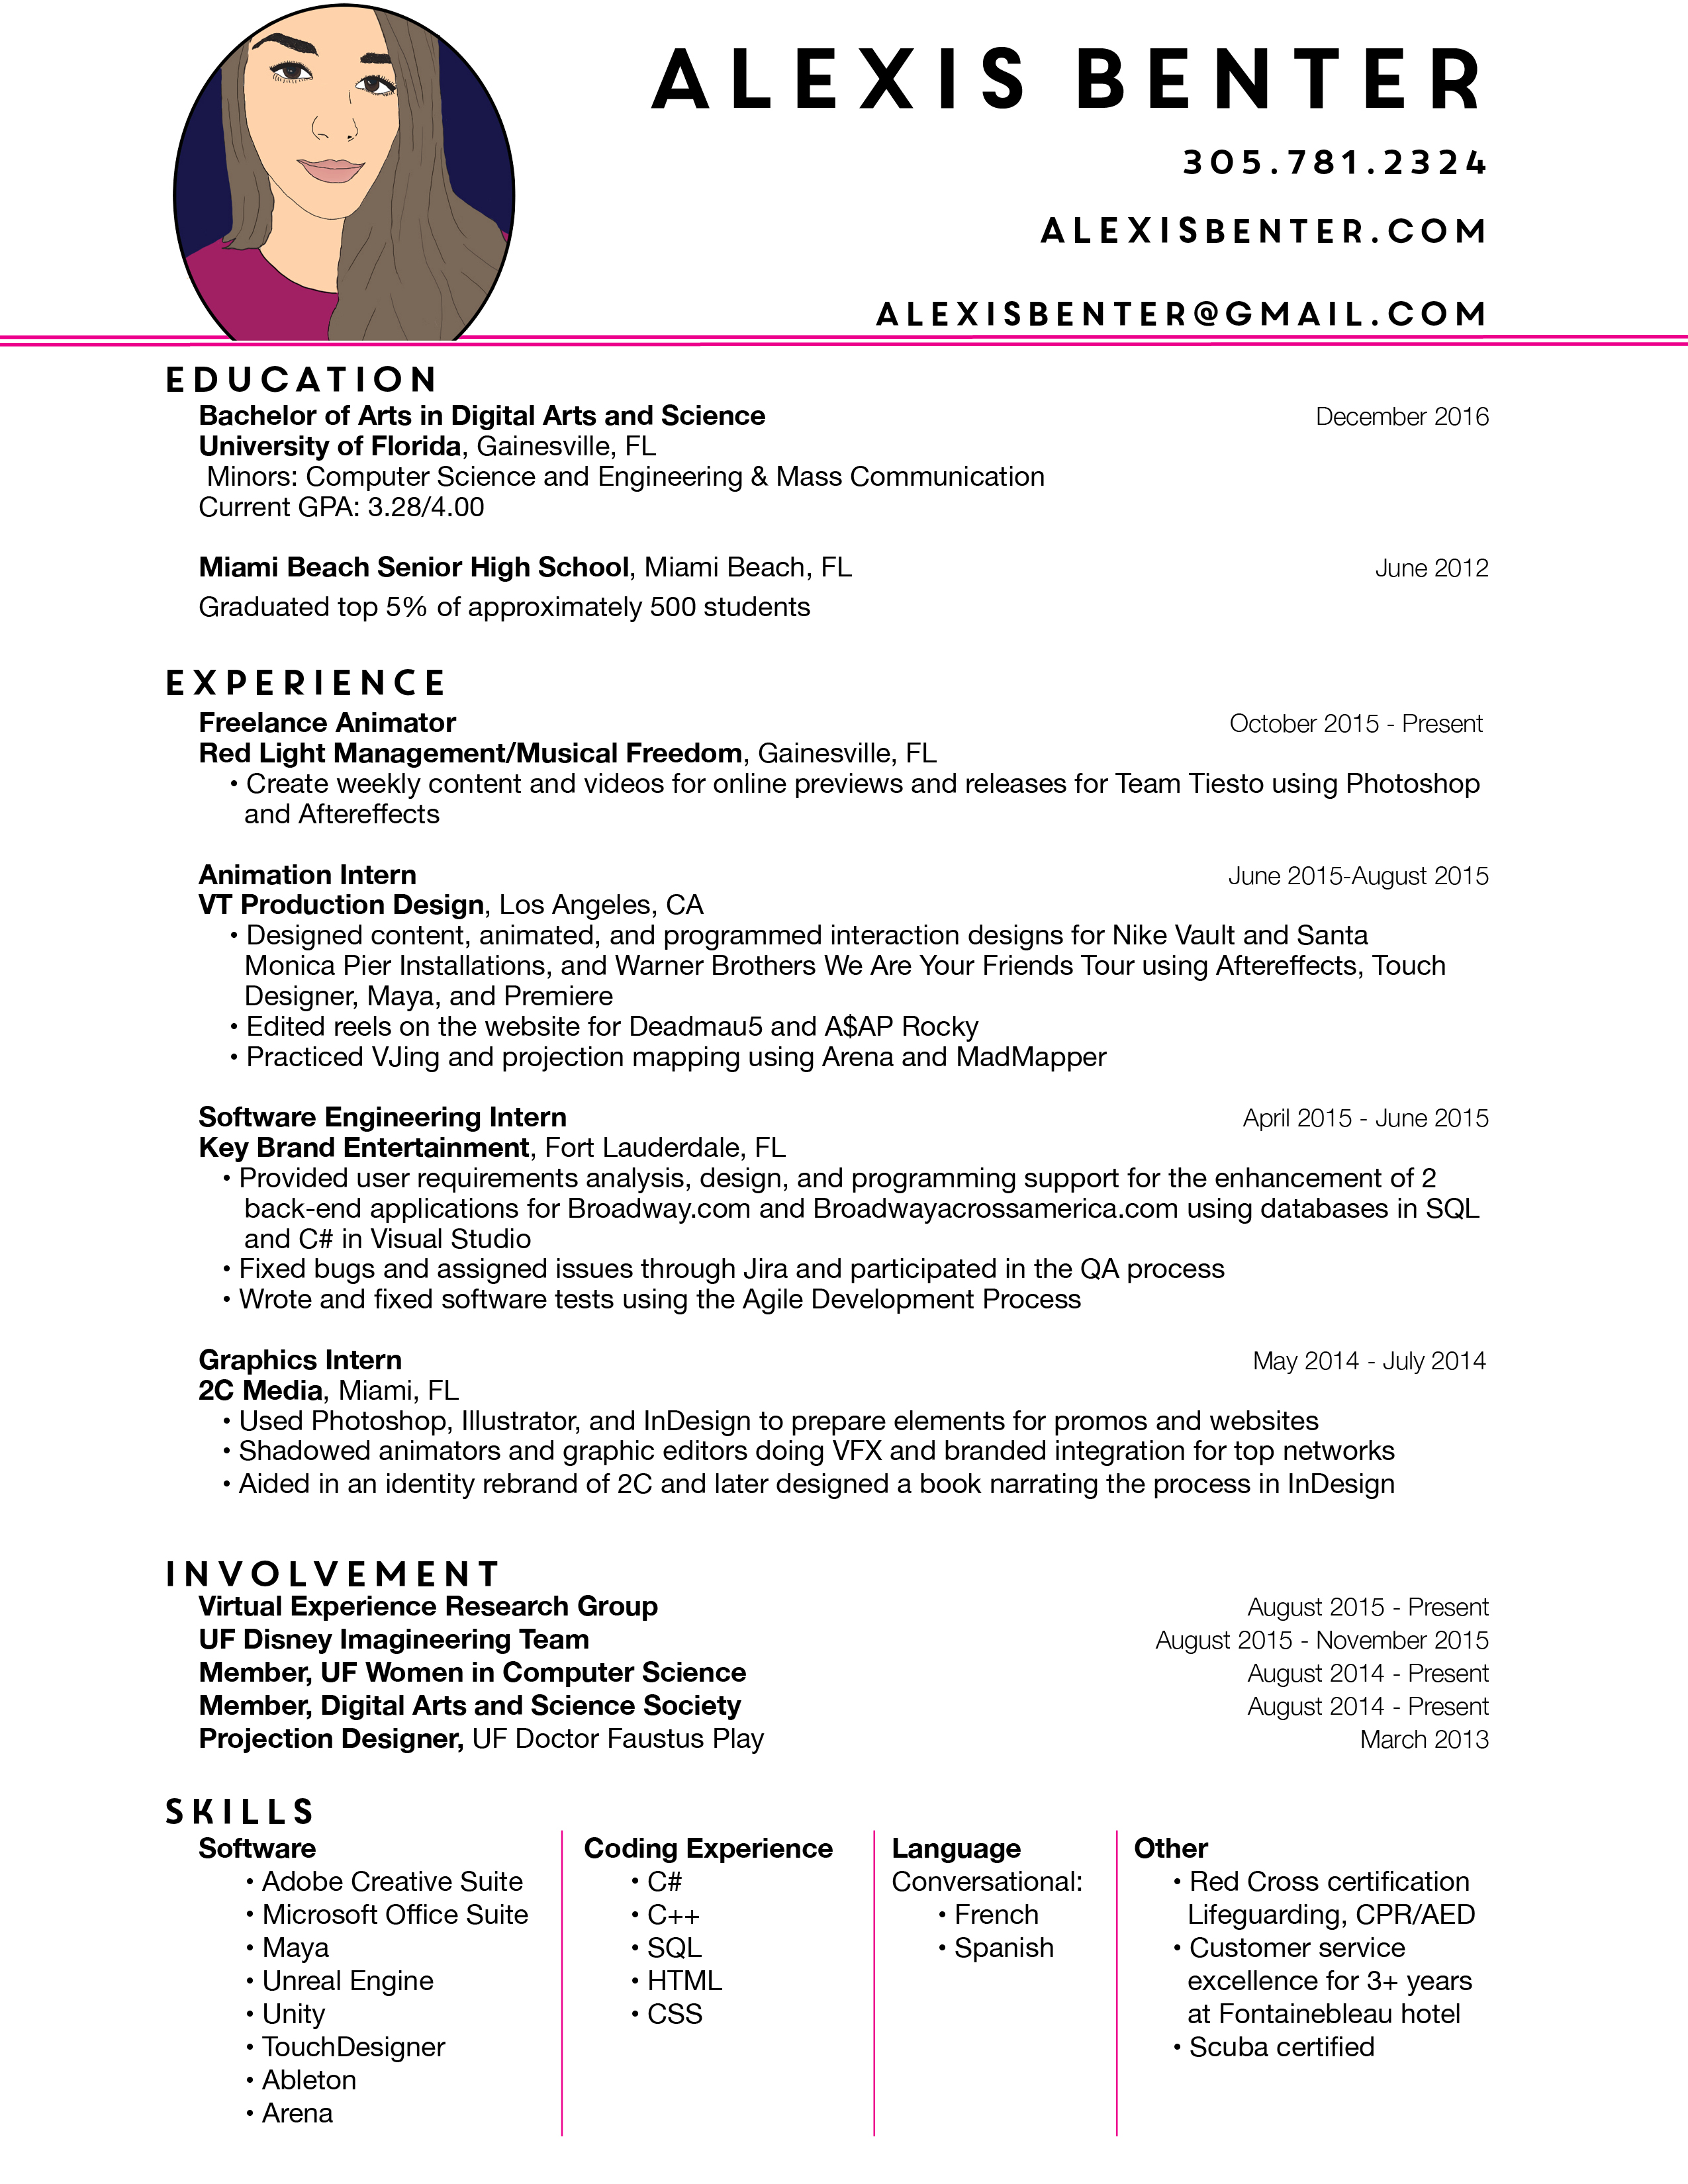 ALEXIS BENTER
305.781.2324
ALEXISBENTER.COM
ALEXISBENTER@GMAIL.COM
EDUCATION
Bachelor of Arts in Digital Arts and Science December 2016
University of Florida, Gainesville, FL
Minors: Computer Science and Engineering & Mass Communication
Current GPA: 3.28/4.00
Miami Beach Senior High School, Miami Beach, FL June 2012
Graduated top 5% of approximately 500 students
EXPERIENCE
Freelance Animator October 2015 - Present
Red Light Management/Musical Freedom, Gainesville, FL
• Create weekly content and videos for online previews and releases for Team Tiesto using Photoshop
and Aftereffects
Animation Intern June 2015-August 2015
VT Production Design, Los Angeles, CA
• Designed content, animated, and programmed interaction designs for Nike Vault and Santa
Monica Pier Installations, and Warner Brothers We Are Your Friends Tour using Aftereffects, Touch
Designer, Maya, and Premiere
• Edited reels on the website for Deadmau5 and A$AP Rocky
• Practiced VJing and projection mapping using Arena and MadMapper
Software Engineering Intern April 2015 - June 2015
Key Brand Entertainment, Fort Lauderdale, FL
• Provided user requirements analysis, design, and programming support for the enhancement of 2
back-end applications for Broadway.com and Broadwayacrossamerica.com using databases in SQL
and C# in Visual Studio
• Fixed bugs and assigned issues through Jira and participated in the QA process
• Wrote and fixed software tests using the Agile Development Process
Graphics Intern May 2014 - July 2014
2C Media, Miami, FL
• Used Photoshop, Illustrator, and InDesign to prepare elements for promos and websites
• Shadowed animators and graphic editors doing VFX and branded integration for top networks
• Aided in an identity rebrand of 2C and later designed a book narrating the process in InDesign
INVOLVEMENT
Virtual Experience Research Group August 2015 - Present
UF Disney Imagineering Team August 2015 - November 2015
Member, UF Women in Computer Science August 2014 - Present
Member, Digital Arts and Science Society August 2014 - Present
Projection Designer, UF Doctor Faustus Play March 2013
SKILLS
Software
• Adobe Creative Suite
• Microsoft Office Suite
• Maya
• Unreal Engine
• Unity
• TouchDesigner
• Ableton
• Arena
Coding Experience
• C#
• C++
• SQL
• HTML
• CSS
Language
Conversational:
• French
• Spanish
Other
• Red Cross certification
Lifeguarding, CPR/AED
• Customer service
excellence for 3+ years
at Fontainebleau hotel
• Scuba certified